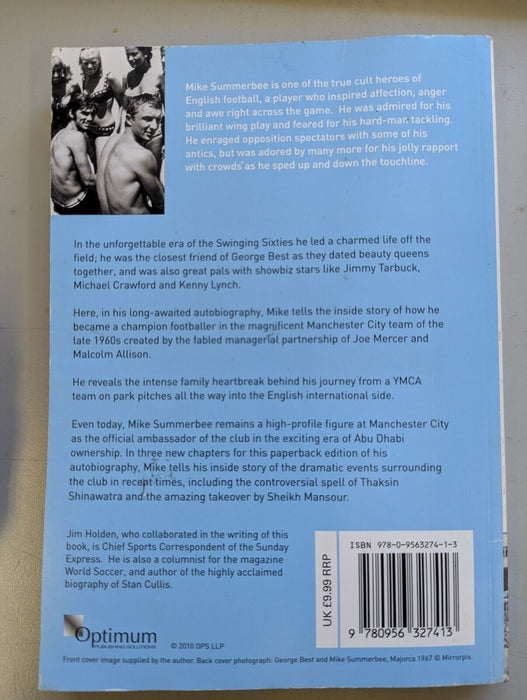 Mike Summerbee is one of the true cult heroes of
English football, a player who inspired affection, anger
and awe right across the game. He was admired for his
brilliant wing play and feared for his hard-man tackling.
He enraged opposition spectators with some of his
antics, but was adored by many more for his jolly rapport
with crowds as he sped up and down the touchline.
In the unforgettable era of the Swinging Sixties he led a charmed life off the
field; he was the closest friend of George Best as they dated beauty queens
together, and was also great pals with showbiz stars like Jimmy Tarbuck,
Michael Crawford and Kenny Lynch.
Here, in his long-awaited autobiography, Mike tells the inside story of how he
became a champion footballer in the magnificent Manchester City team of the
late 1960s created by the fabled managerial partnership of Joe Mercer and
Malcolm Allison.
He reveals the intense family heartbreak behind his journey from a YMCA
team on park pitches all the way into the English international side.
Even today, Mike Summerbee remains a high-profile figure at Manchester City
as the official ambassador of the club in the exciting era of Abu Dhabi
ownership. In three new chapters for this paperback edition of his
autobiography, Mike tells his inside story of the dramatic events surrounding
the club in recent times, including the controversial spell of Thaksin
Shinawatra and the amazing takeover by Sheikh Mansour.
Jim Holden, who collaborated in the writing of this
book, is Chief Sports Correspondent of the Sunday
Express. He is also a columnist for the magazine
World Soccer, and author of the highly acclaimed
biography of Stan Cullis.
UK £9.99 RRP
ISBN 978-0-9563274-1-3
9 780956 327413
Optimum
PUBLISHING SOLUTIONS
© 2010 OPS LLP
Front cover image supplied by the author. Back cover photograph: George Best and Mike Summerbee, Majorca 1967 © Mirrorpix.